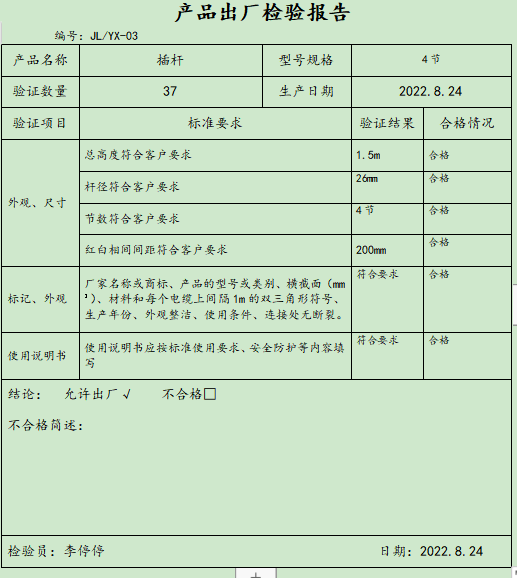 产品出厂检验报告
编号: JL/YX-03
产品名称 插杆 型号规格 4节
验证数量 37 生产日期 2022.8.24
验证项目 标准要求 验证结果 合格情况
外观、尺寸
总高度符合客户要求 1.5m 合格
杆径符合客户要求 26mm 合格
节数符合客户要求 4节 合格
红白相间间距符合客户要求 200mm 合格
标记、外观
厂家名称或商标、产品的型号或类别、横截面(mm
²)、材料和每个电缆上间隔1m的双三角形符号、
生产年份、外观整洁、使用条件、连接处无断裂。
符合要求 合格
使用说明书
使用说明书应按标准使用要求、安全防护等内容填
写
符合要求 合格
结论: 允许出厂√ 不合格□
不合格简述:
检验员:李停停 日期:2022.8.24